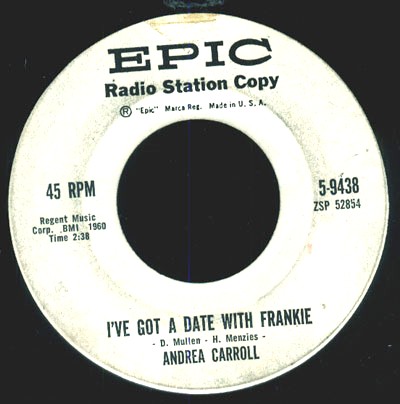 EPIC
Radio Station Copy
® "Epic" Marca Reg. Made in U. S. A.
45 RPM
5-9438
ZSP 52854
Regent Music
Corp. BMI 1960
Time 2:38
I'VE GOT A DATE WITH FRANKIE
- D. Mullen - H. Menzies -
ANDREA CARROLL